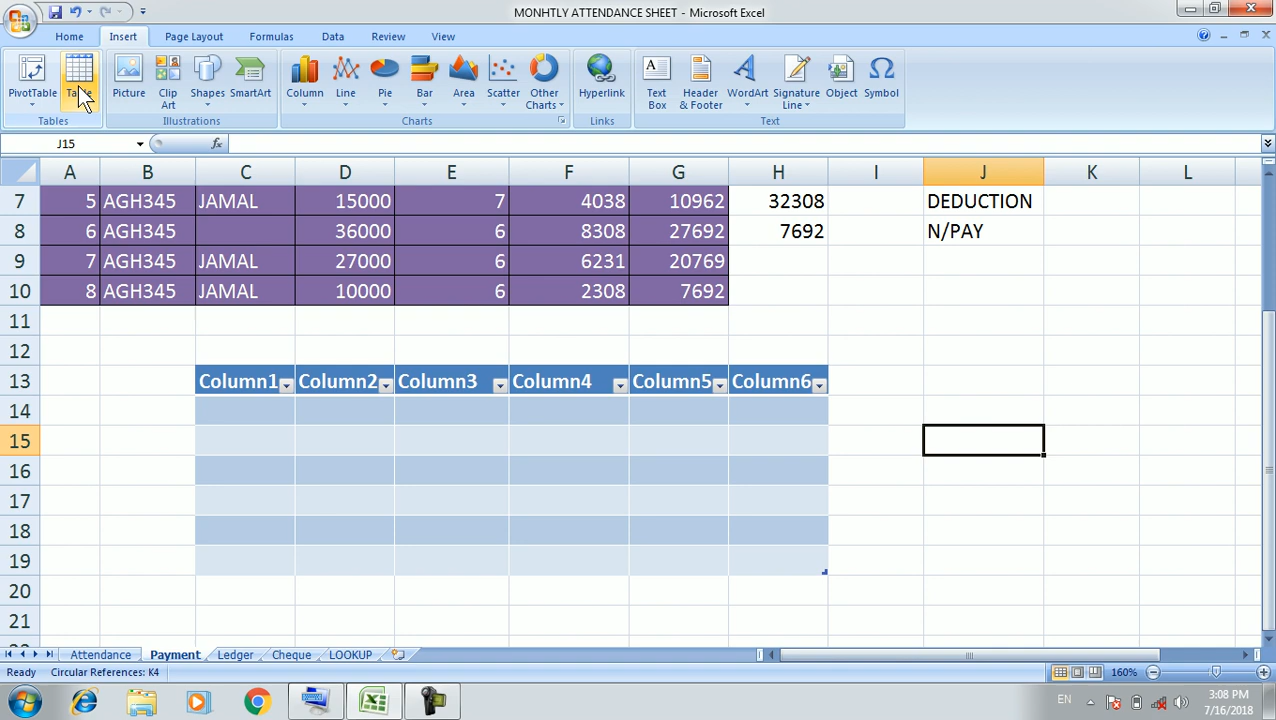 MONHTLY ATTENDANCE SHEET - Microsoft Excel
Home Insert Page Layout Formulas Data Review View
PivotTable Table Picture Clip Art Shapes SmartArt Column Line Pie Bar Area Scatter Other Charts Hyperlink Text Box Header & Footer WordArt Signature Line Object Symbol
Tables Illustrations Charts Links Text
J15 fx
A B C D E F G H I J K L
7 5 AGH345 JAMAL 15000 7 4038 10962 32308 DEDUCTION
8 6 AGH345 36000 6 8308 27692 7692 N/PAY
9 7 AGH345 JAMAL 27000 6 6231 20769
10 8 AGH345 JAMAL 10000 6 2308 7692
11
12
13 Column1 Column2 Column3 Column4 Column5 Column6
14
15
16
17
18
19
20
21
Attendance Payment Ledger Cheque LOOKUP
Ready Circular References: K4 160%
EN 3:08 PM
7/16/2018